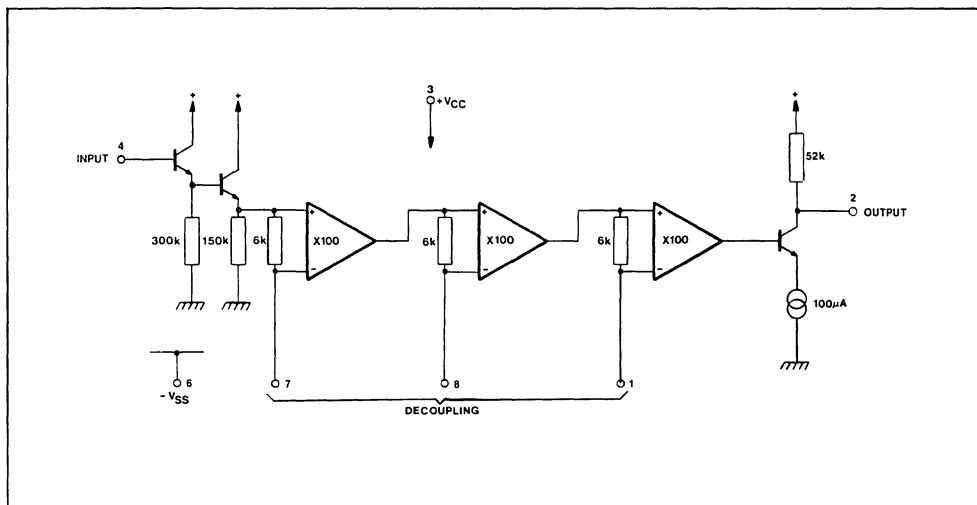 3
+VCC
+
+
+
4
INPUT
52k
2
OUTPUT
300k
150k
6k
+
X100
−
6k
+
X100
−
6k
+
X100
−
100μA
6
− VSS
7
8
1
DECOUPLING